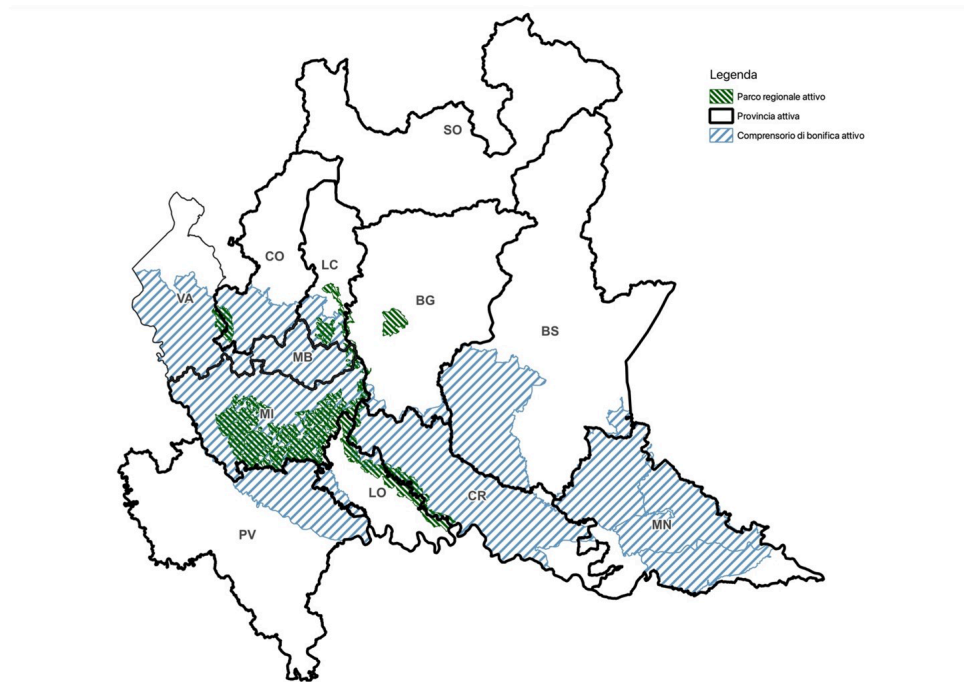 Legenda
Parco regionale attivo
Provincia attiva
Comprensorio di bonifica attivo
SO
CO
LC
VA
BG
BS
MB
MI
LO
CR
MN
PV